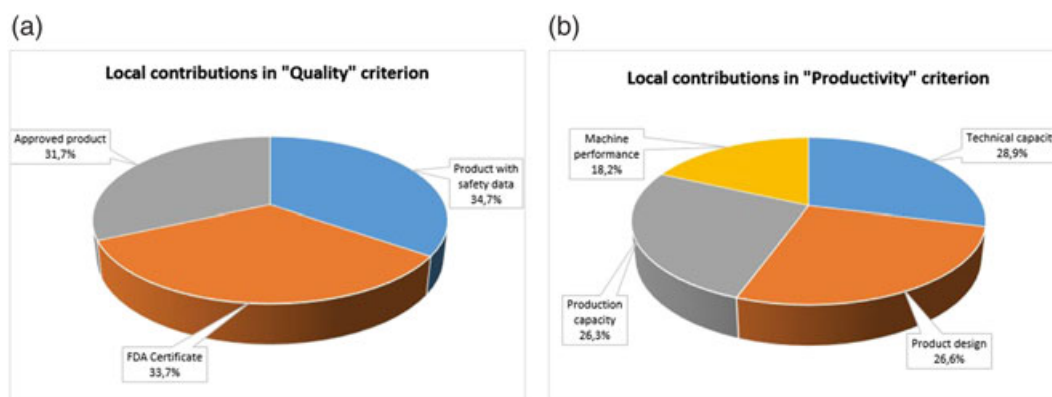 (a)
Local contributions in "Quality" criterion
Approved product
31,7%
Product with
safety data
34,7%
FDA Certificate
33,7%
(b)
Local contributions in "Productivity" criterion
Machine
performance
18,2%
Technical capacit
28,9%
Production
capacity
26,3%
Product design
26,6%